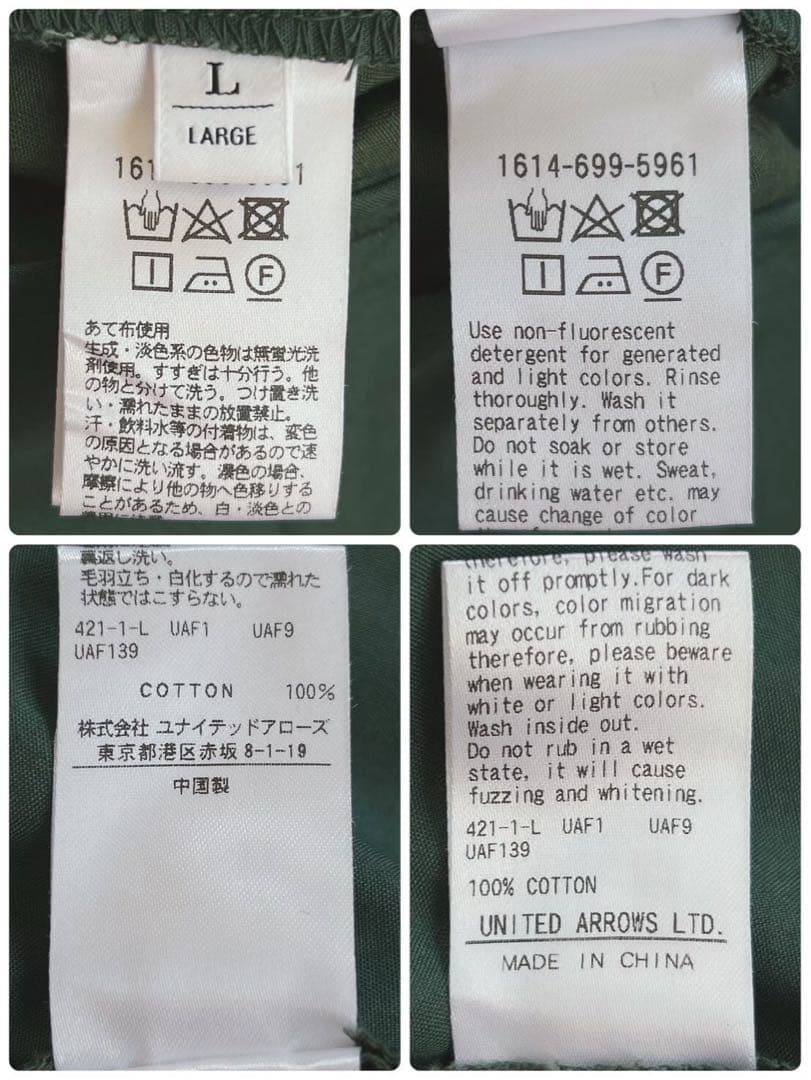 L
LARGE
あて布使用
生成・淡色系の色物は無蛍光洗
剤使用。すすぎは十分行う。他
の物と分けて洗う。つけ置き洗
い・濡れたままの放置禁止。
汗・飲料水等の付着物は、変色
の原因となる場合があるので速
やかに洗い流す。濃色の場合、
摩擦により他の物へ色移りする
ことがあるため、白・淡色との
1614-699-5961
F
Use non-fluorescent
detergent for generated
and light colors. Rinse
thoroughly. Wash it
separately from others.
Do not soak or store
while it is wet. Sweat,
drinking water etc. may
cause change of color
裏返し洗い。
毛羽立ち・白化するので濡れた
状態ではこすらない。
421-1-L UAF1 UAF9
UAF139
COTTON 100%
株式会社 ユナイテッドアローズ
東京都港区赤坂 8-1-19
中国製
therefore, please wash
it off promptly.For dark
colors, color migration
may occur from rubbing
therefore, please beware
when wearing it with
white or light colors.
Wash inside out.
Do not rub in a wet
state, it will cause
fuzzing and whitening.
421-1-L UAF1 UAF9
UAF139
100% COTTON
UNITED ARROWS LTD.
MADE IN CHINA